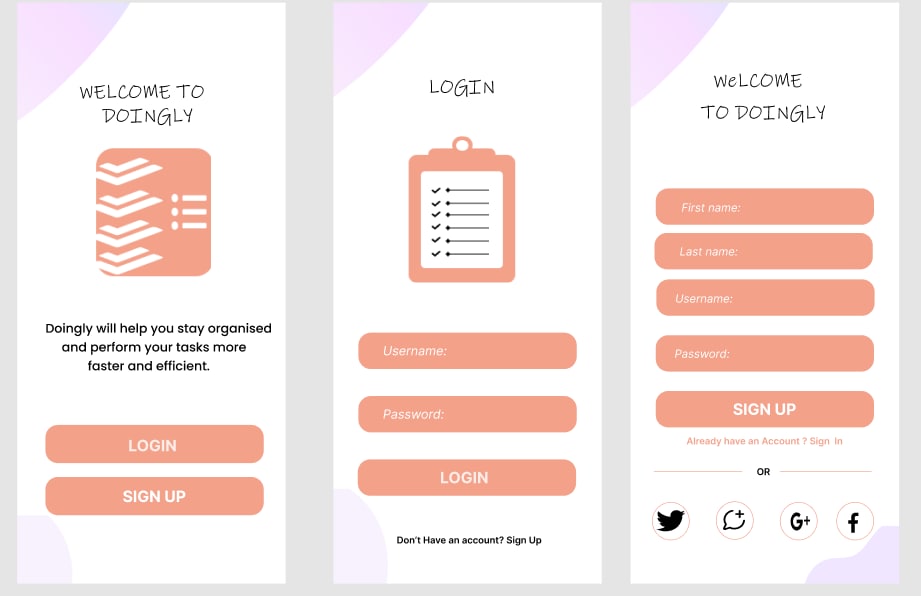 WELCOME TO
DOINGLY
Doingly will help you stay organised
and perform your tasks more
faster and efficient.
LOGIN
SIGN UP
LOGIN
Username:
Password:
LOGIN
Don't Have an account? Sign Up
WeLCOME
TO DOINGLY
First name:
Last name:
Username:
Password:
SIGN UP
Already have an Account ? Sign In
OR
G+
f